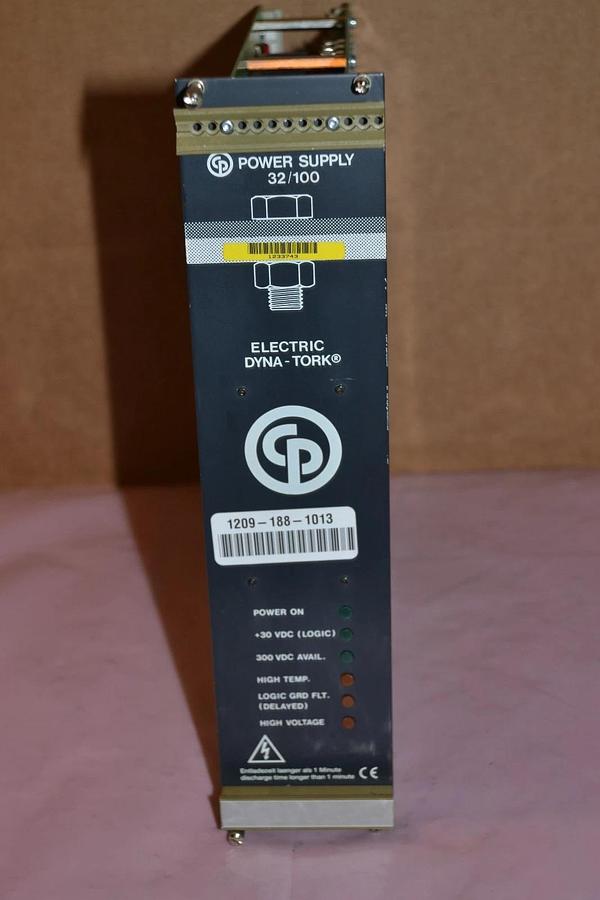 CP POWER SUPPLY
32/100
1233743
ELECTRIC
DYNA-TORK®
CP
1209-188-1013
POWER ON
+30 VDC (LOGIC)
300 VDC AVAIL.
HIGH TEMP.
LOGIC GRD FLT.
(DELAYED)
HIGH VOLTAGE
Entladezeit laenger als 1 Minute
discharge time longer than 1 minute CE